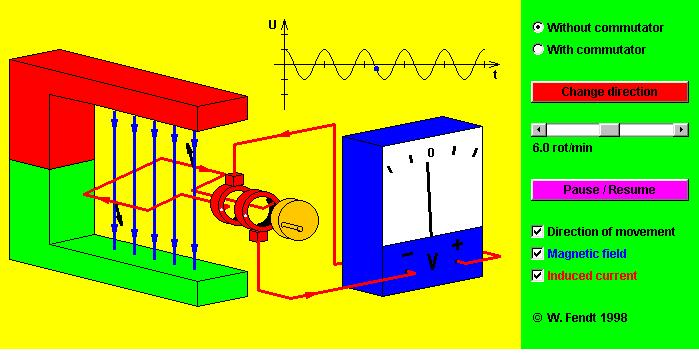 U
t
0
− V +
Without commutator
With commutator
Change direction
6.0 rot/min
Pause / Resume
Direction of movement
Magnetic field
Induced current
© W. Fendt 1998